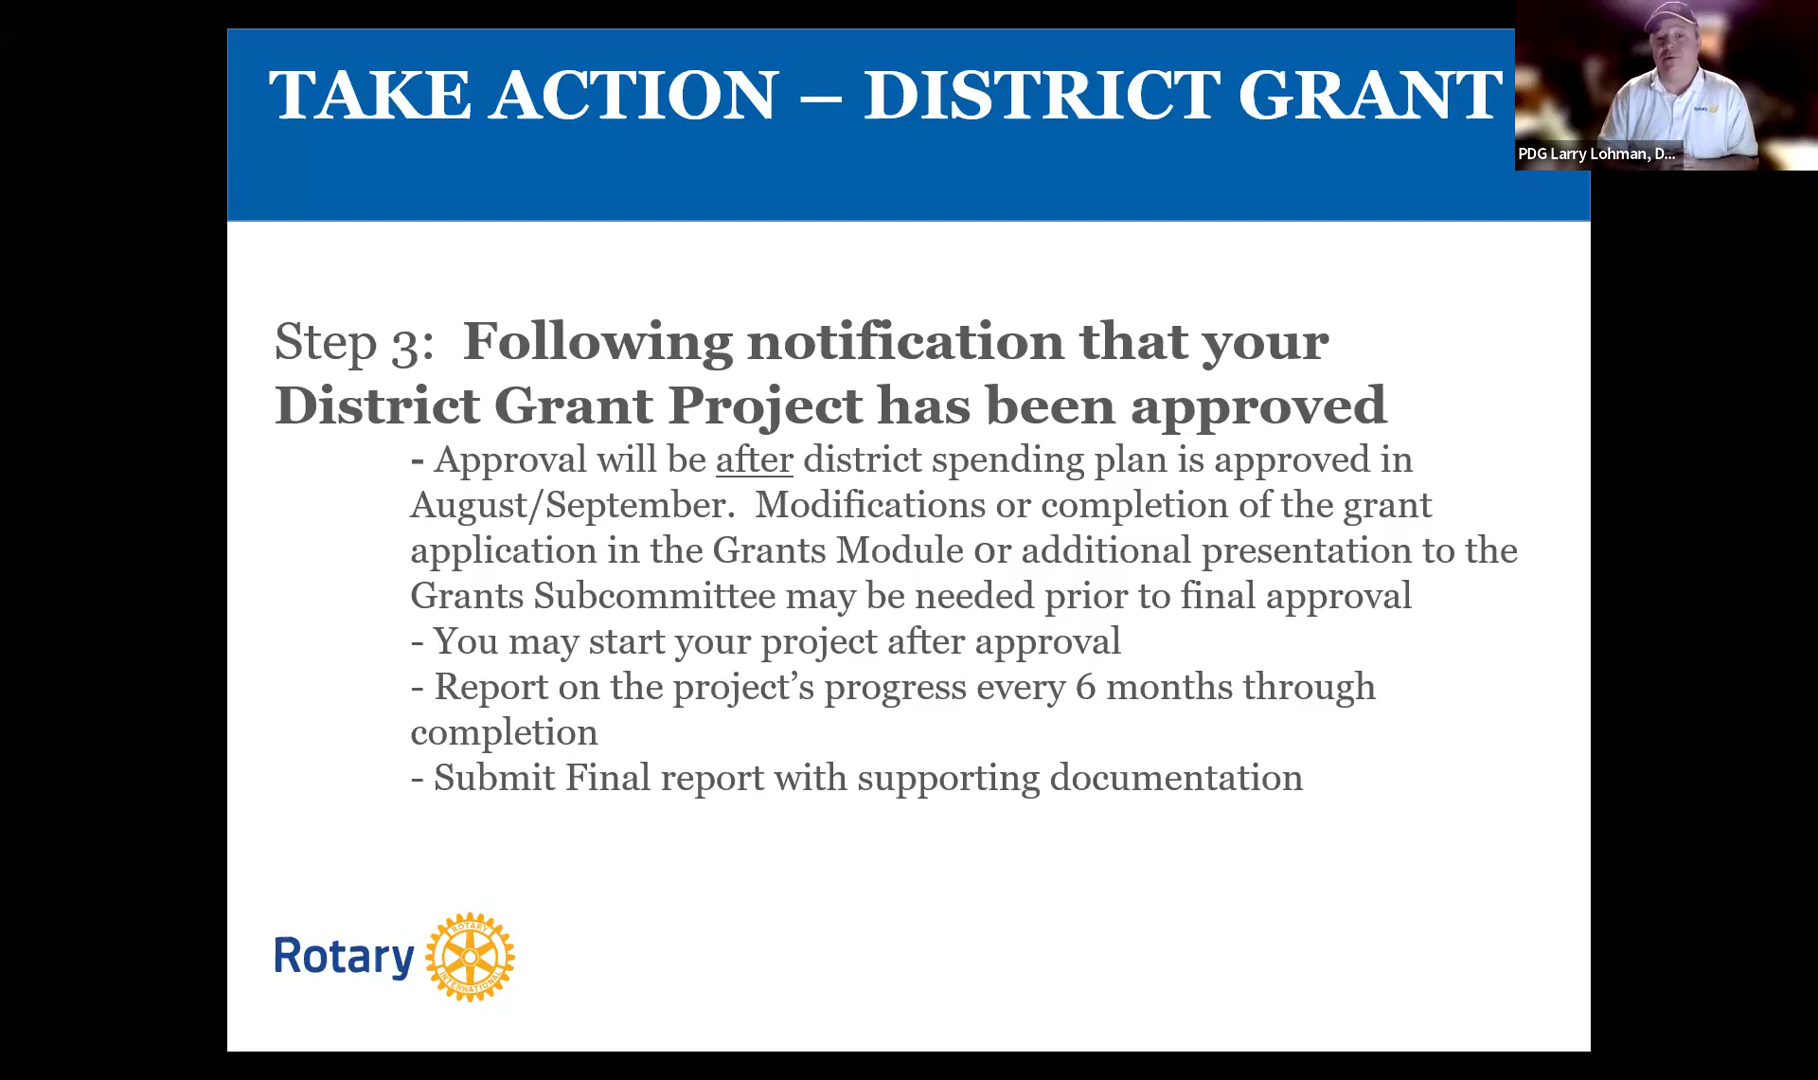 TAKE ACTION – DISTRICT GRANT
PDG Larry Lohman, D...
Rotary
Step 3: Following notification that your
District Grant Project has been approved
- Approval will be after district spending plan is approved in
August/September. Modifications or completion of the grant
application in the Grants Module 0r additional presentation to the
Grants Subcommittee may be needed prior to final approval
- You may start your project after approval
- Report on the project’s progress every 6 months through
completion
- Submit Final report with supporting documentation
Rotary
ROTARY
INTERNATIONAL